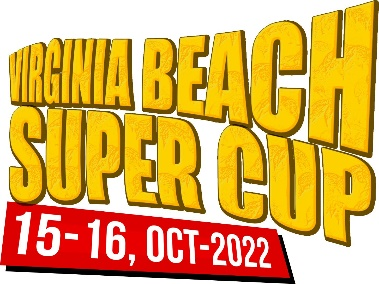 VIRGINIA BEACH
SUPER CUP
15-16, OCT-2022